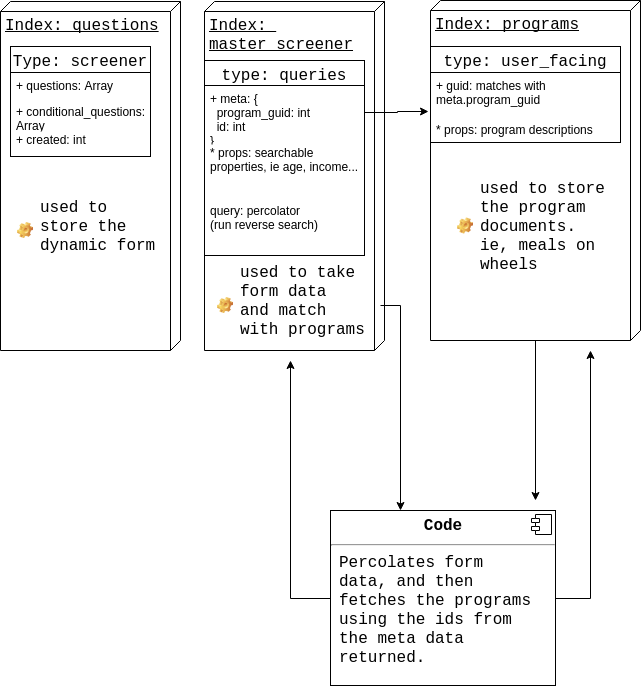 Index: questions
Type: screener
+ questions: Array
+ conditional_questions:
Array
+ created: int
used to
store the
dynamic form
Index:
master screener
type: queries
+ meta: {
program_guid: int
id: int
}
* props: searchable
properties, ie age, income...
query: percolator
(run reverse search)
used to take
form data
and match
with programs
Index: programs
type: user_facing
+ guid: matches with
meta.program_guid
* props: program descriptions
used to store
the program
documents.
ie, meals on
wheels
Code
Percolates form
data, and then
fetches the programs
using the ids from
the meta data
returned.